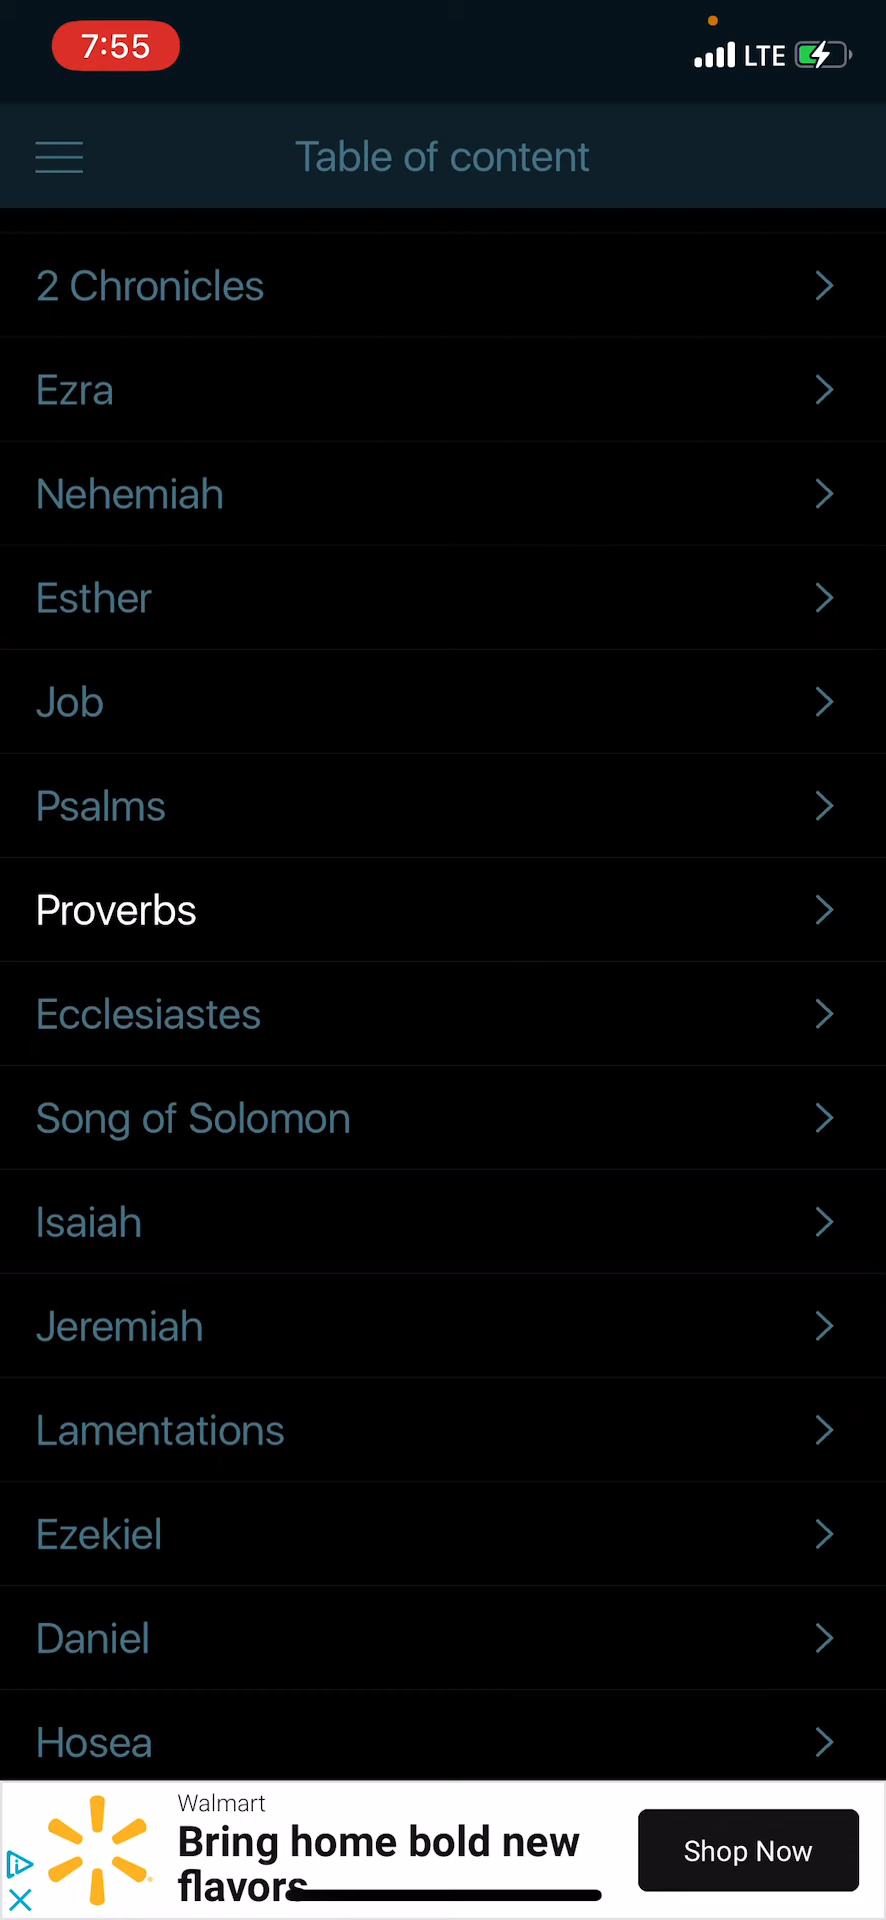 7:55
LTE
Table of content
2 Chronicles
Ezra
Nehemiah
Esther
Job
Psalms
Proverbs
Ecclesiastes
Song of Solomon
Isaiah
Jeremiah
Lamentations
Ezekiel
Daniel
Hosea
Walmart
Bring home bold new
flavors
Shop Now